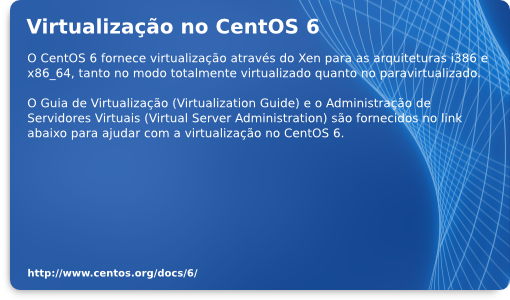 Virtualização no CentOS 6
O CentOS 6 fornece virtualização através do Xen para as arquiteturas i386 e
x86_64, tanto no modo totalmente virtualizado quanto no paravirtualizado.
O Guia de Virtualização (Virtualization Guide) e o Administração de
Servidores Virtuais (Virtual Server Administration) são fornecidos no link
abaixo para ajudar com a virtualização no CentOS 6.
http://www.centos.org/docs/6/